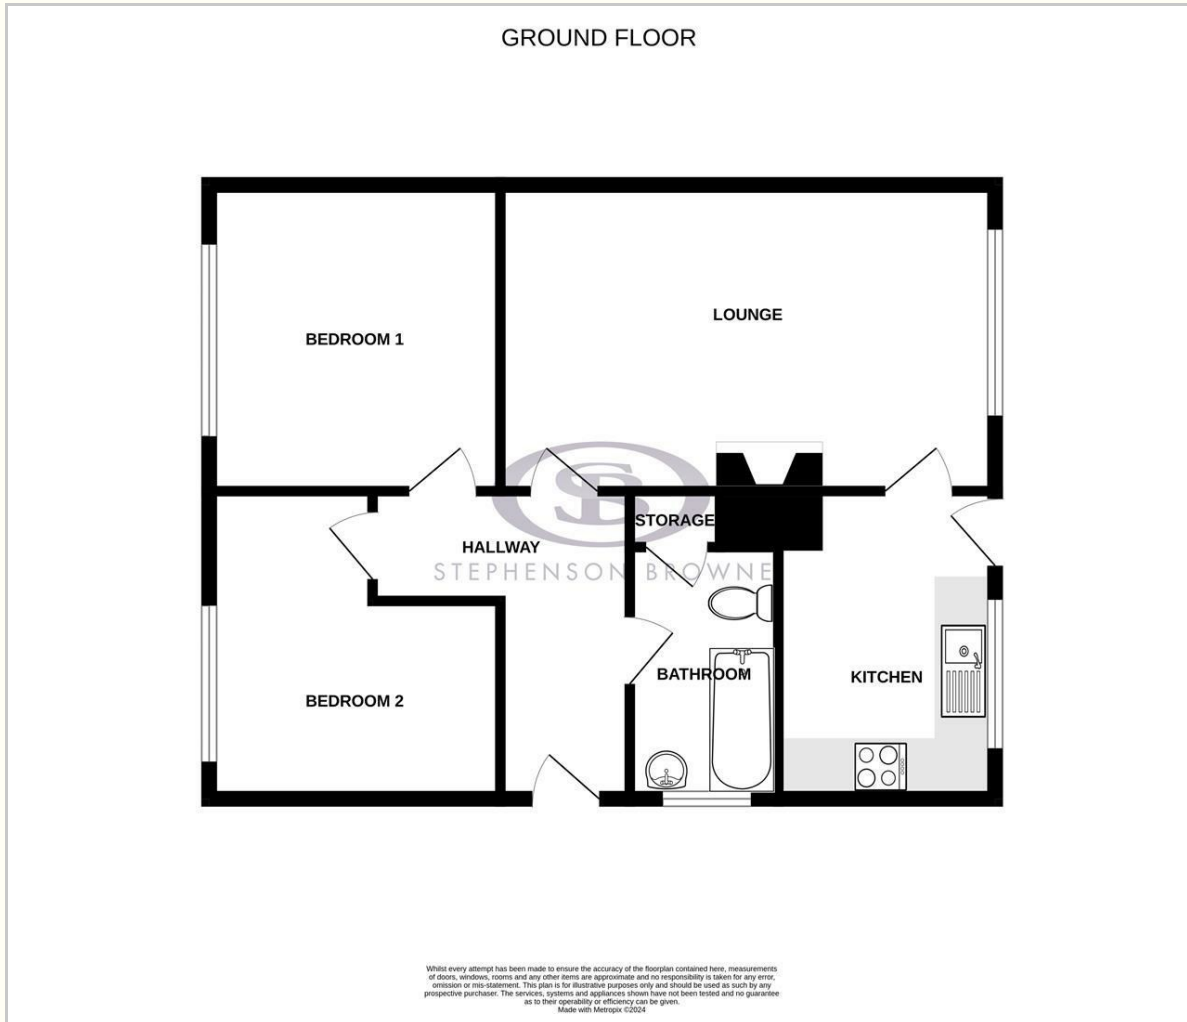 GROUND FLOOR
LOUNGE
BEDROOM 1
SB
STORAGE
HALLWAY
STEPHENSON BROWNE
BATHROOM
KITCHEN
BEDROOM 2
Whilst every attempt has been made to ensure the accuracy of the floorplan contained here, measurements
of doors, windows, rooms and any other items are approximate and no responsibility is taken for any error,
omission or mis-statement. This plan is for illustrative purposes only and should be used as such by any
prospective purchaser. The services, systems and appliances shown have not been tested and no guarantee
as to their operability or efficiency can be given.
Made with Metropix ©2024